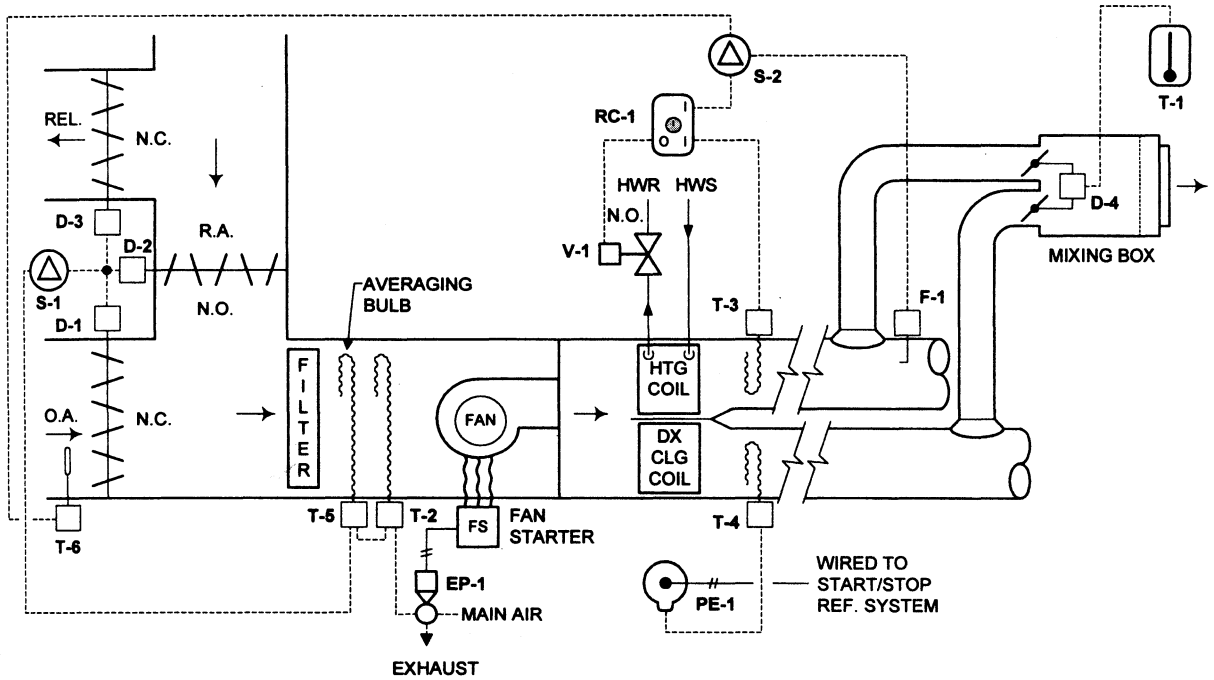 S-2
T-1
RC-1
I
O I
REL.
N.C.
HWR HWS
N.O.
V-1
D-4
MIXING BOX
D-3
D-2
R.A.
S-1
N.O.
D-1
AVERAGING
BULB
T-3
F-1
FILTER
HTG
COIL
O.A.
N.C.
FAN
DX
CLG
COIL
T-5
T-2
FS
FAN
STARTER
T-4
T-6
EP-1
MAIN AIR
EXHAUST
PE-1
WIRED TO
START/STOP
REF. SYSTEM